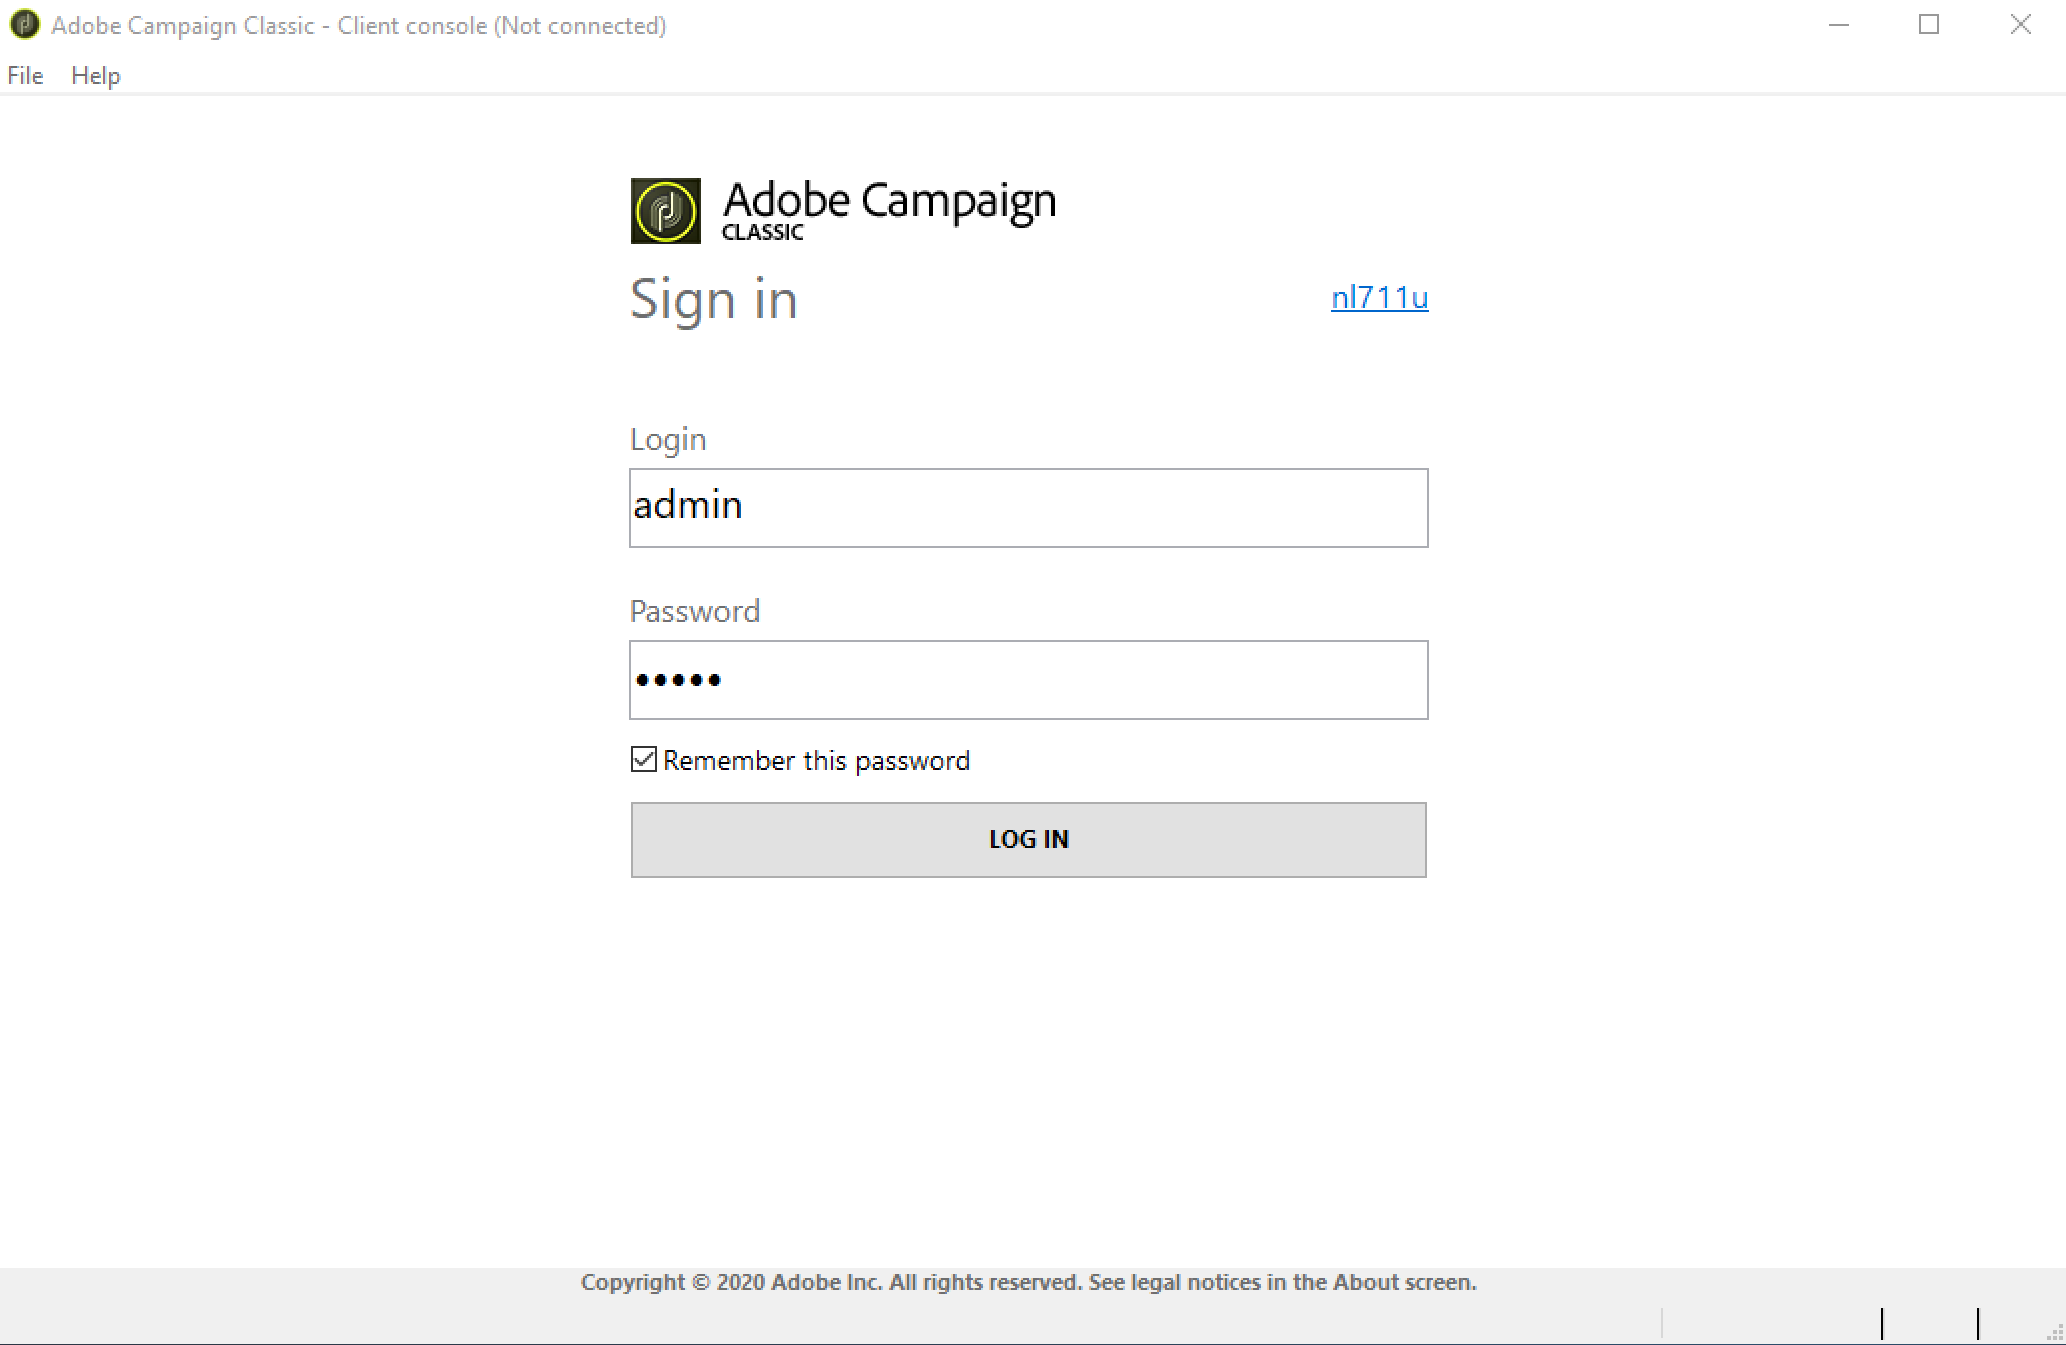 Adobe Campaign Classic - Client console (Not connected)
File Help
Adobe Campaign
CLASSIC
Sign in
nl711u
Login
admin
Password
•••••
Remember this password
LOG IN
Copyright © 2020 Adobe Inc. All rights reserved. See legal notices in the About screen.